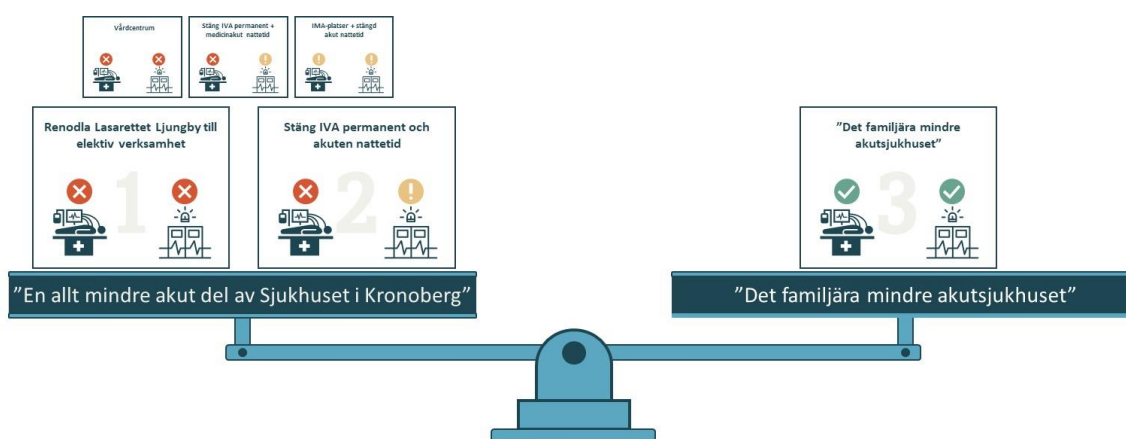 Vårdcentrum
Stäng IVA permanent +
medicinakut nattetid
IMA-platser + stängd
akut nattetid
Renodla Lasarettet Ljungby till
elektiv verksamhet
1
Stäng IVA permanent och
akuten nattetid
2
”Det familjära mindre
akutsjukhuset”
3
”En allt mindre akut del av Sjukhuset i Kronoberg”
”Det familjära mindre akutsjukhuset”